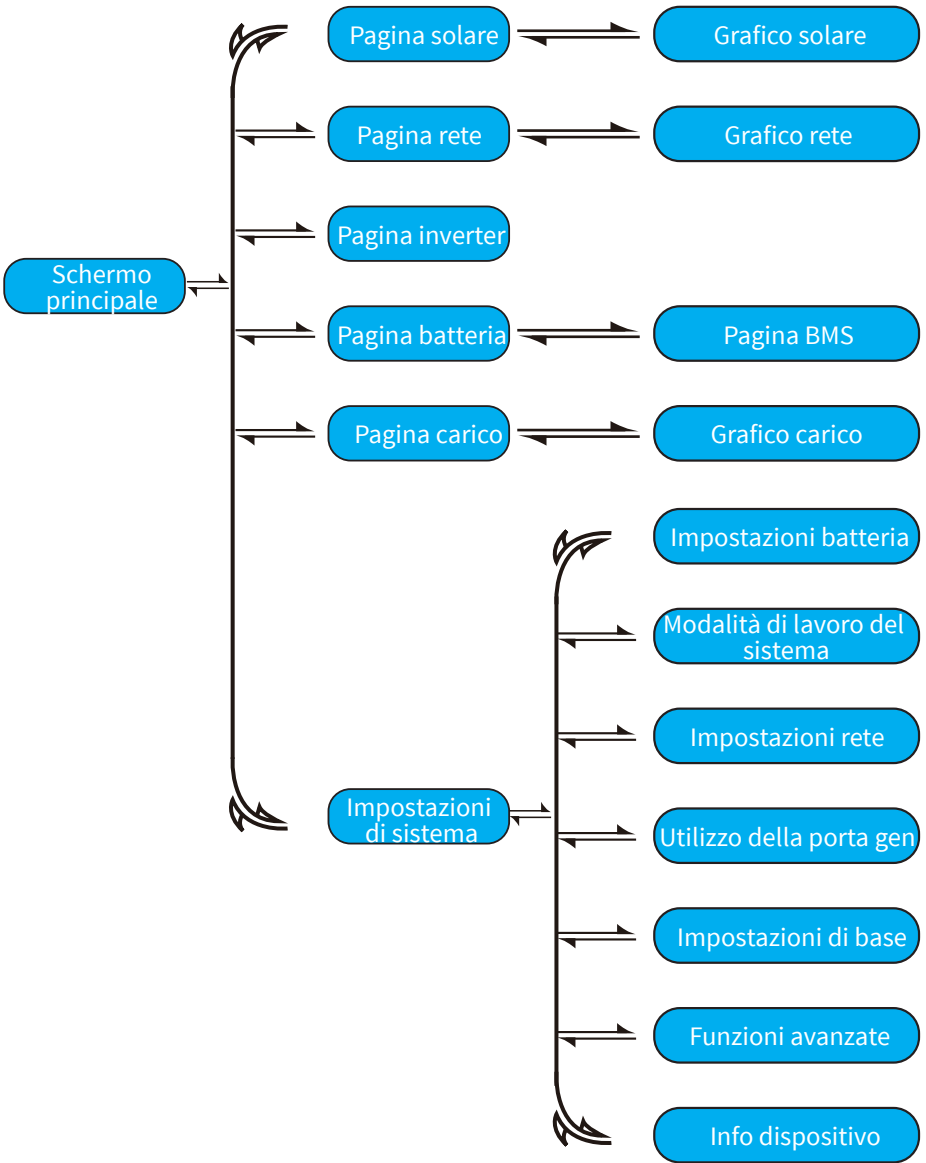 Pagina solare
Grafico solare
Pagina rete
Grafico rete
Pagina inverter
Schermo
principale
Pagina batteria
Pagina BMS
Pagina carico
Grafico carico
Impostazioni batteria
Modalità di lavoro del
sistema
Impostazioni rete
Impostazioni
di sistema
Utilizzo della porta gen
Impostazioni di base
Funzioni avanzate
Info dispositivo